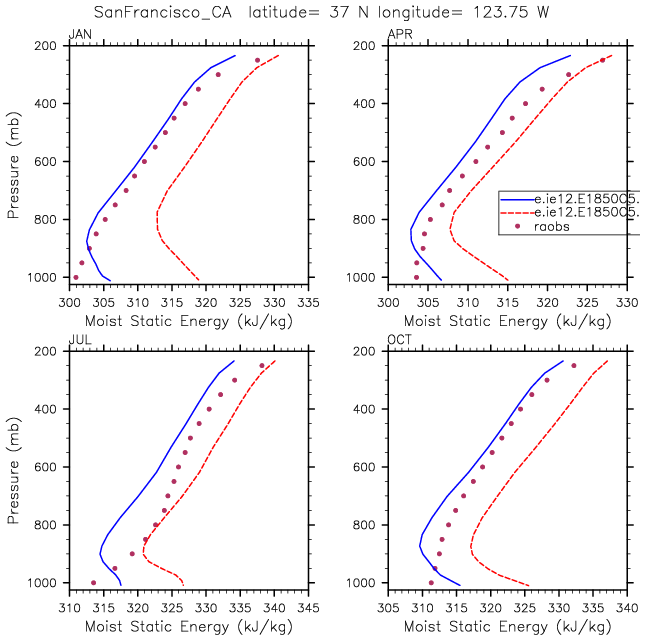 SanFrancisco_CA latitude= 37 N longitude= 123.75 W
JAN
APR
200
400
600
800
1000
300 305 310 315 320 325 330 335
Pressure (mb)
Moist Static Energy (kJ/kg)
200
400
600
800
1000
300 305 310 315 320 325 330
Moist Static Energy (kJ/kg)
e.ie12.E1850C5.
e.ie12.E1850C5.
raobs
JUL
OCT
200
400
600
800
1000
310 315 320 325 330 335 340 345
Pressure (mb)
Moist Static Energy (kJ/kg)
200
400
600
800
1000
305 310 315 320 325 330 335 340
Moist Static Energy (kJ/kg)